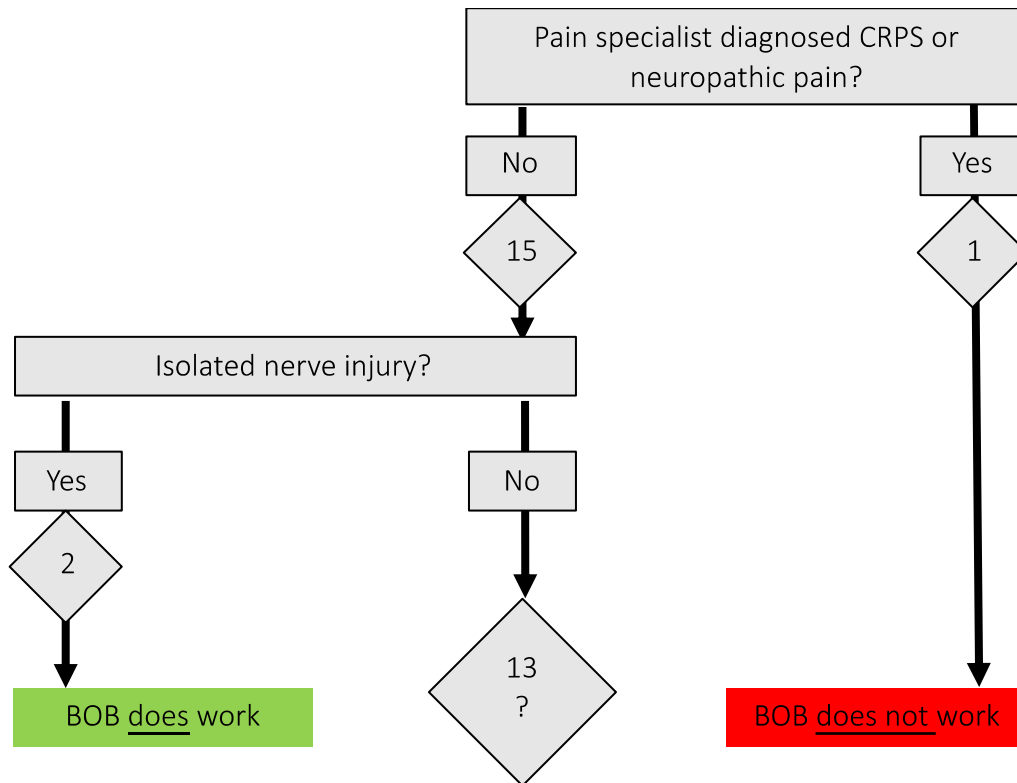 Pain specialist diagnosed CRPS or
neuropathic pain?
No
Yes
15
1
Isolated nerve injury?
Yes
No
2
13
?
BOB does work
BOB does not work